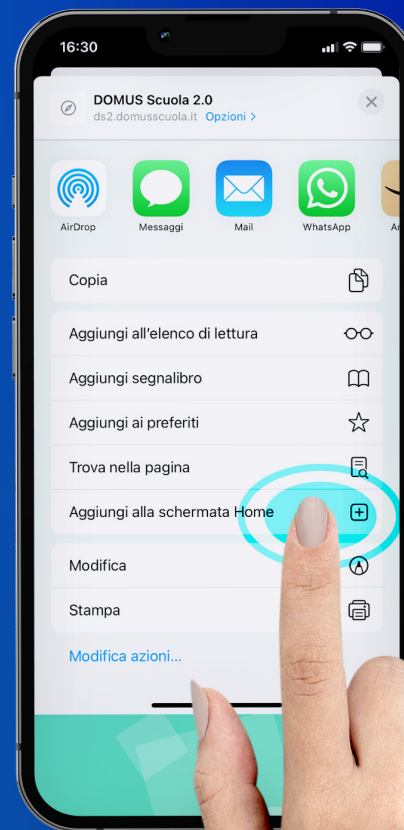 16:30
DOMUS Scuola 2.0
ds2.domusscuola.it Opzioni >
AirDrop
Messaggi
Mail
WhatsApp
Copia
Aggiungi all'elenco di lettura
Aggiungi segnalibro
Aggiungi ai preferiti
Trova nella pagina
Aggiungi alla schermata Home
Modifica
Stampa
Modifica azioni...